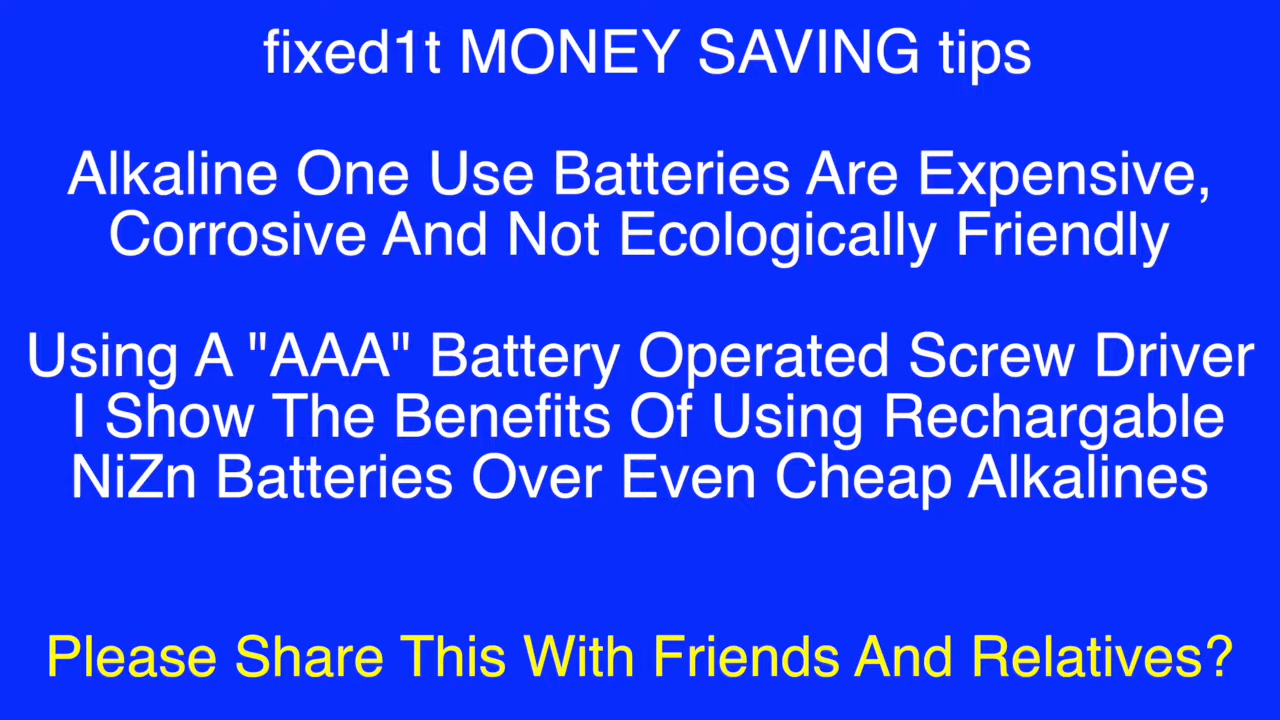 fixed1t MONEY SAVING tips
Alkaline One Use Batteries Are Expensive,
Corrosive And Not Ecologically Friendly
Using A "AAA" Battery Operated Screw Driver
I Show The Benefits Of Using Rechargable
NiZn Batteries Over Even Cheap Alkalines
Please Share This With Friends And Relatives?